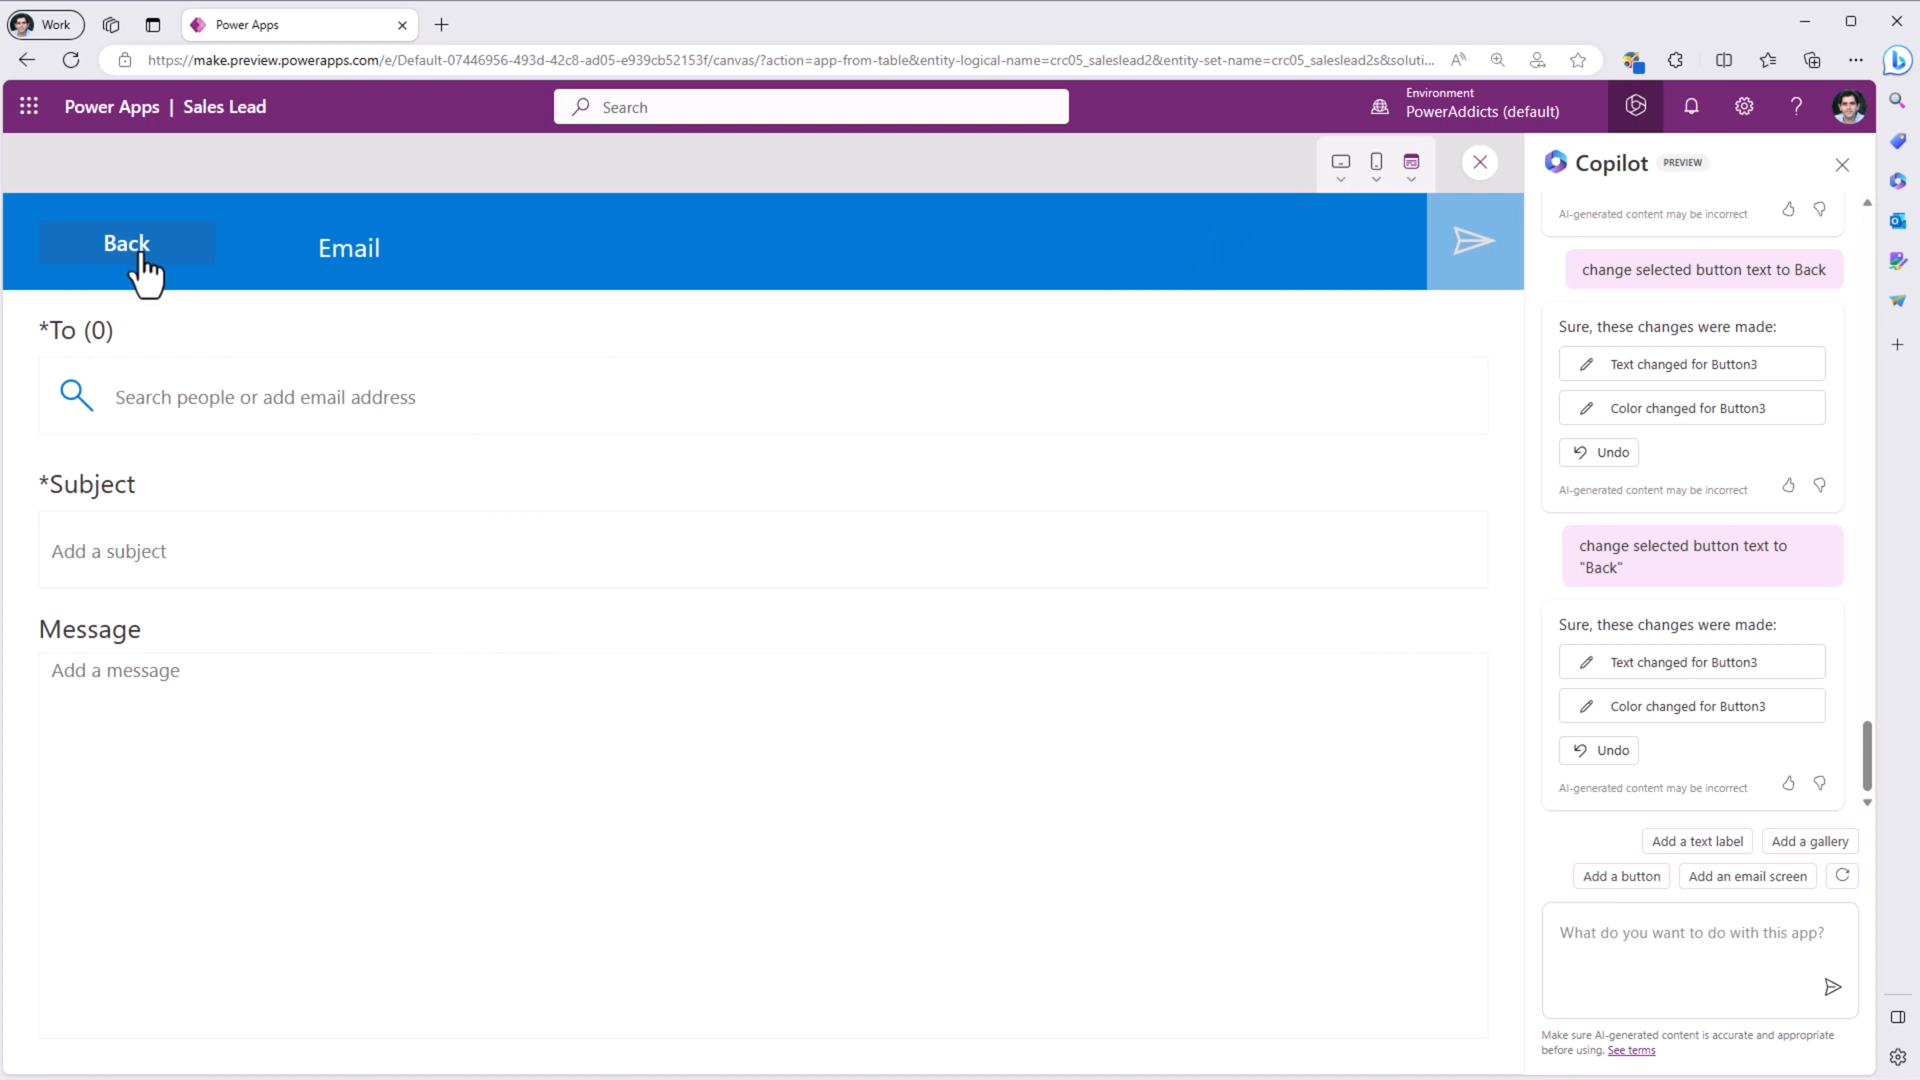 Work
Power Apps
https://make.preview.powerapps.com/e/Default-07446956-493d-42c8-ad05-e939cb52153f/canvas/?action=app-from-table&entity-logical-name=crc05_saleslead2&entity-set-name=crc05_saleslead2s&soluti...
Power Apps | Sales Lead
Search
Environment
PowerAddicts (default)
Back
Email
*To (0)
Search people or add email address
*Subject
Add a subject
Message
Add a message
Copilot PREVIEW
AI-generated content may be incorrect
change selected button text to Back
Sure, these changes were made:
Text changed for Button3
Color changed for Button3
Undo
AI-generated content may be incorrect
change selected button text to
"Back"
Sure, these changes were made:
Text changed for Button3
Color changed for Button3
Undo
AI-generated content may be incorrect
Add a text label
Add a gallery
Add a button
Add an email screen
What do you want to do with this app?
Make sure AI-generated content is accurate and appropriate
before using. See terms